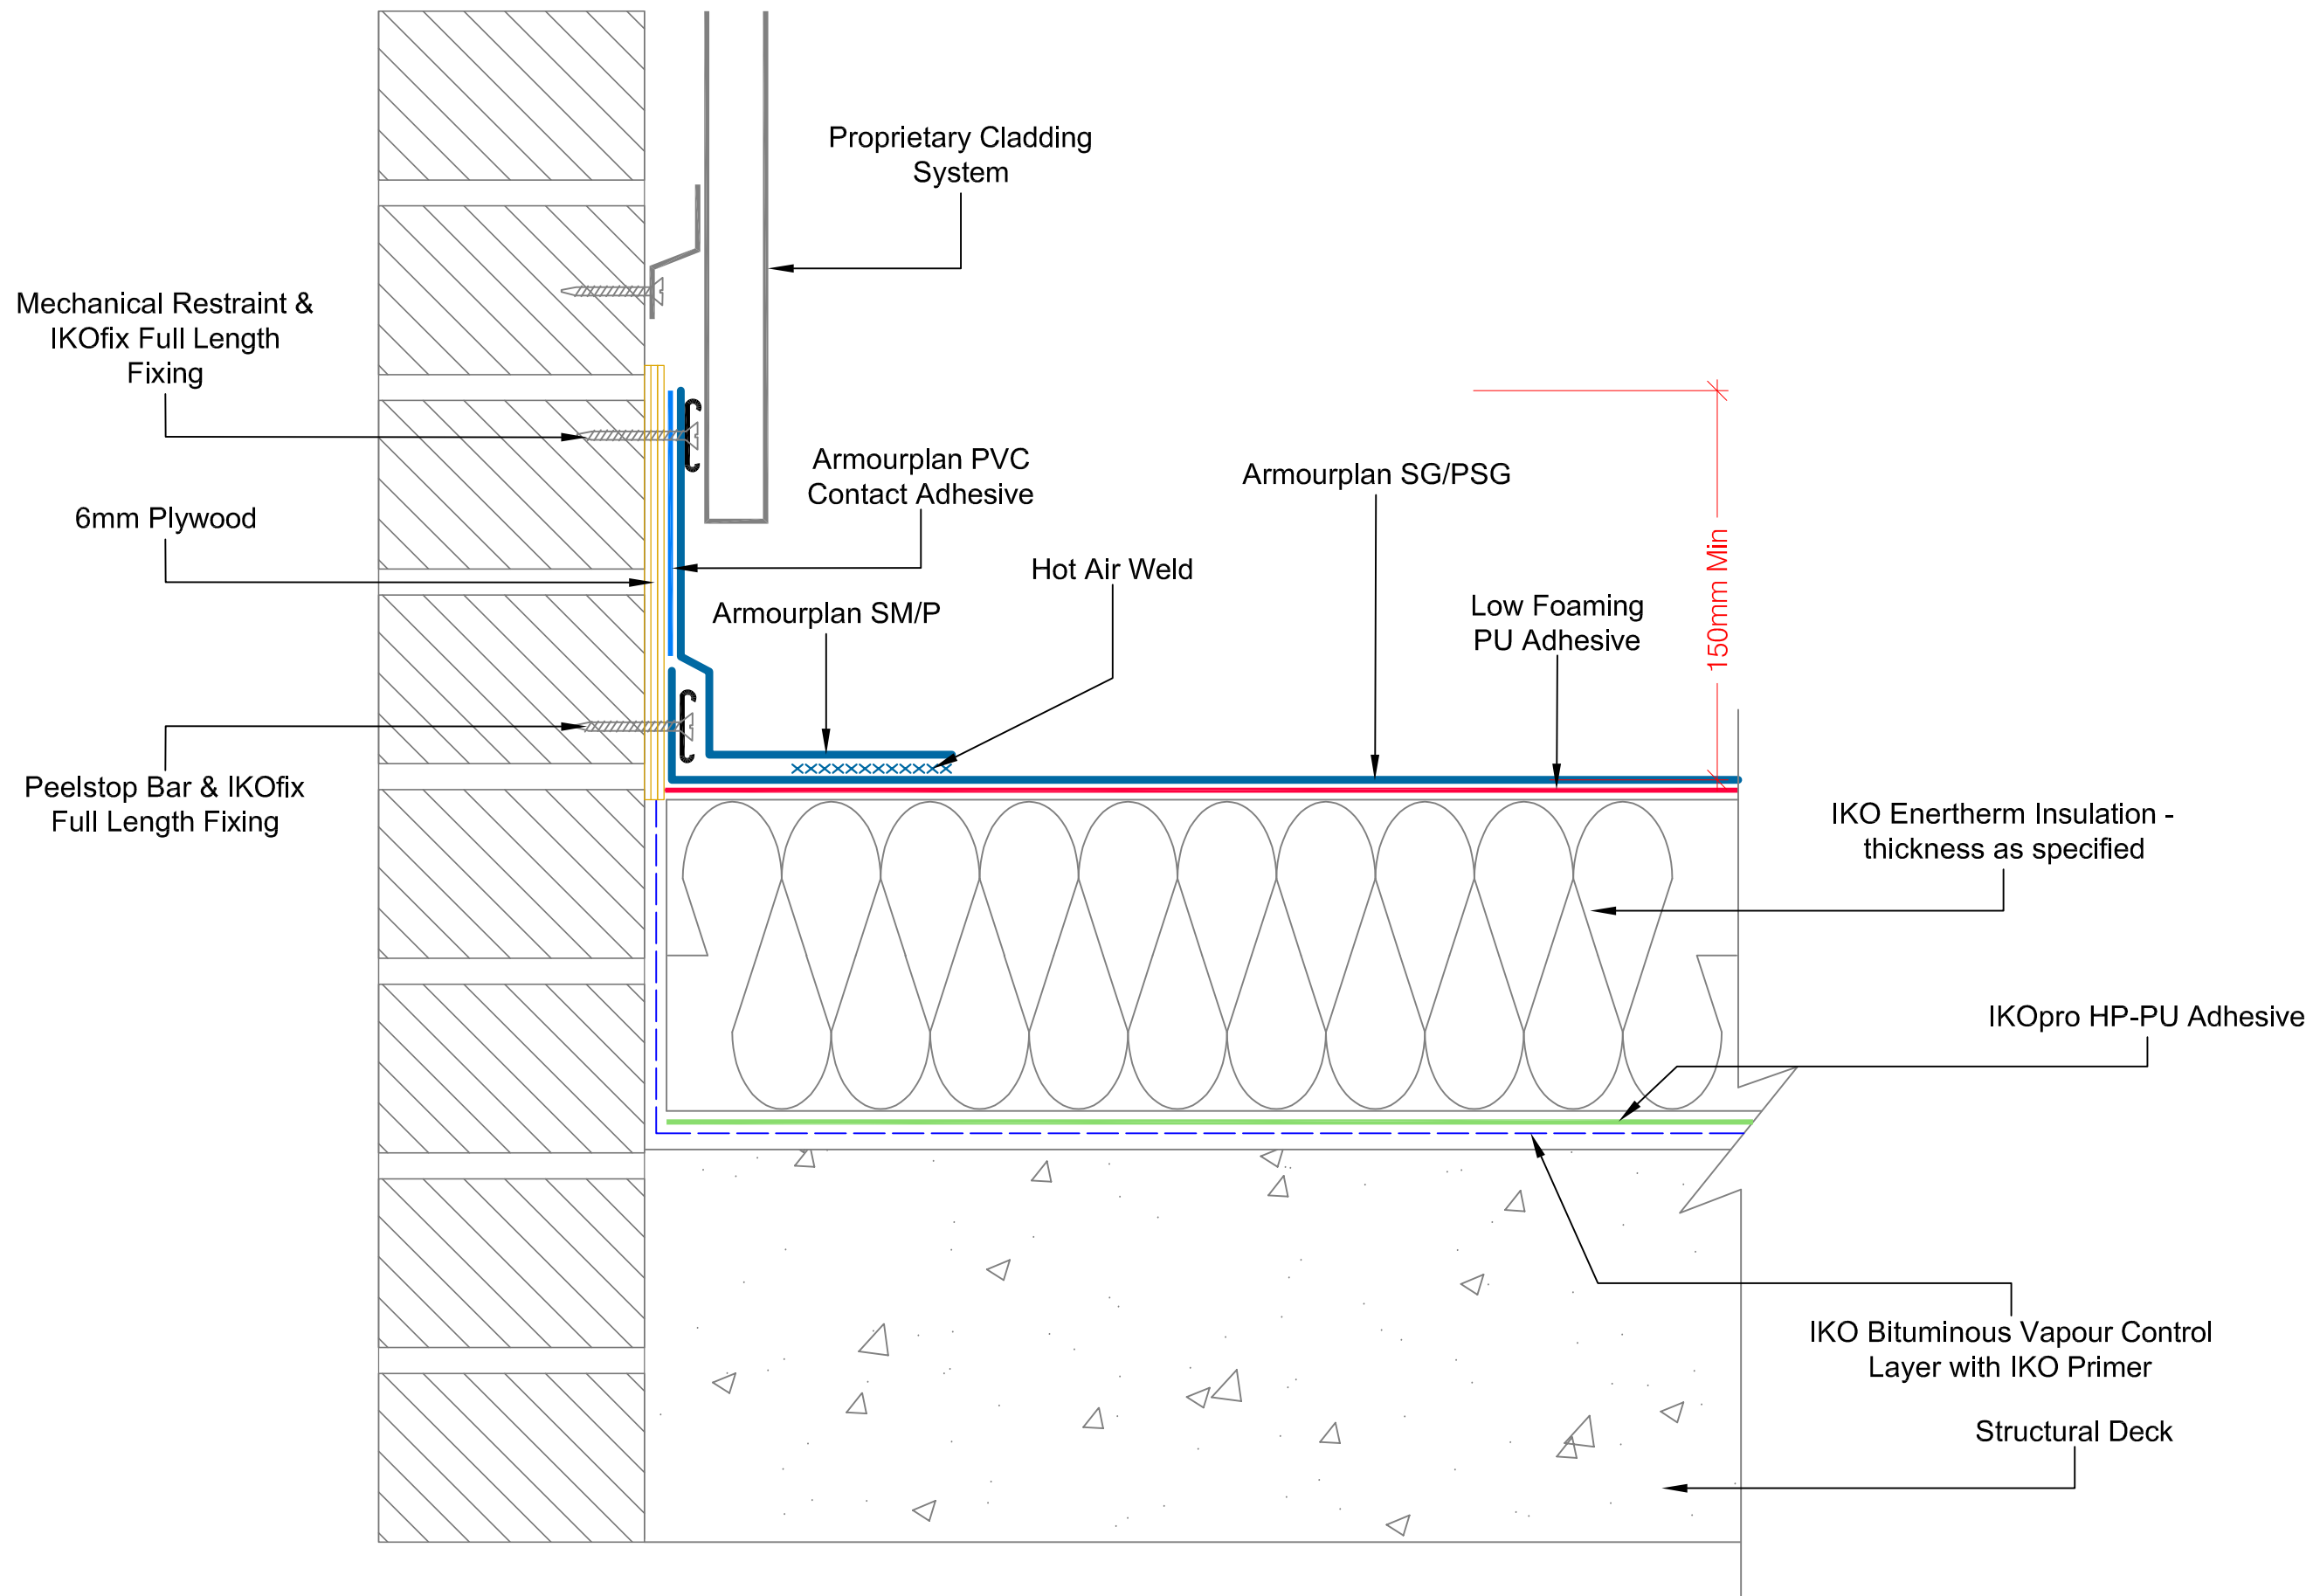 Proprietary Cladding
System
Mechanical Restraint &
IKOfix Full Length
Fixing
Armourplan PVC
Contact Adhesive
Armourplan SG/PSG
6mm Plywood
Hot Air Weld
150mm Min
Armourplan SM/P
Low Foaming
PU Adhesive
Peelstop Bar & IKOfix
Full Length Fixing
IKO Enertherm Insulation -
thickness as specified
IKOpro HP-PU Adhesive
IKO Bituminous Vapour Control
Layer with IKO Primer
Structural Deck